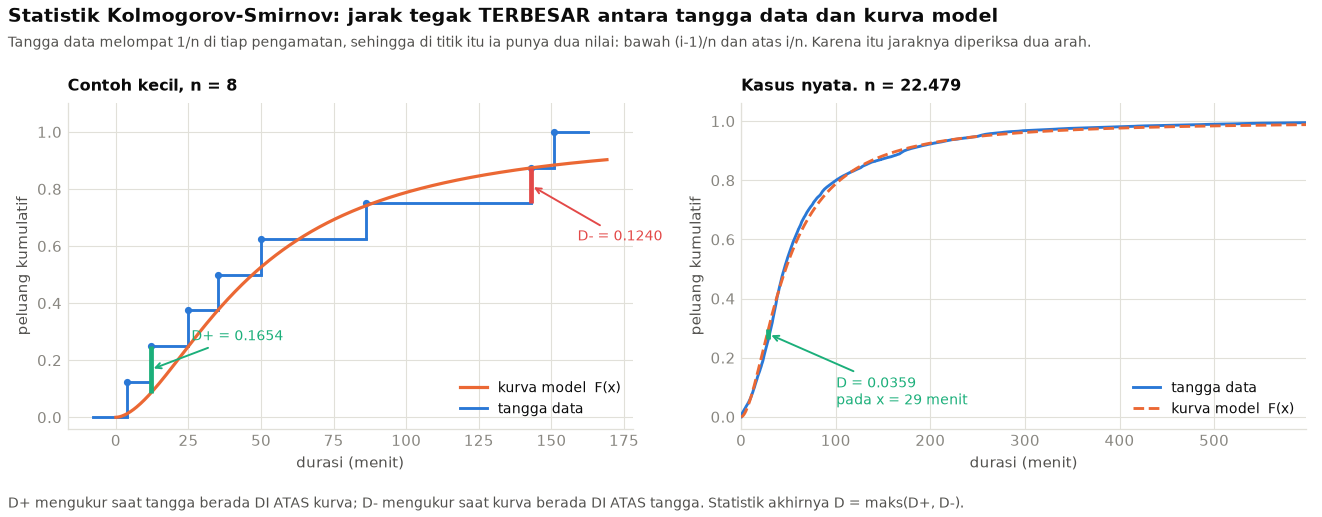 Statistik Kolmogorov-Smirnov: jarak tegak TERBESAR antara tangga data dan kurva model
Tangga data melompat 1/n di tiap pengamatan, sehingga di titik itu ia punya dua nilai: bawah (i-1)/n dan atas i/n. Karena itu jaraknya diperiksa dua arah.
Contoh kecil, n = 8
peluang kumulatif
1.0
0.8
0.6
0.4
0.2
0.0
D+ = 0.1654
D- = 0.1240
kurva model F(x)
tangga data
0 25 50 75 100 125 150 175
durasi (menit)
Kasus nyata. n = 22.479
peluang kumulatif
1.0
0.8
0.6
0.4
0.2
0.0
D = 0.0359
pada x = 29 menit
tangga data
kurva model F(x)
0 100 200 300 400 500
durasi (menit)
D+ mengukur saat tangga berada DI ATAS kurva; D- mengukur saat kurva berada DI ATAS tangga. Statistik akhirnya D = maks(D+, D-).